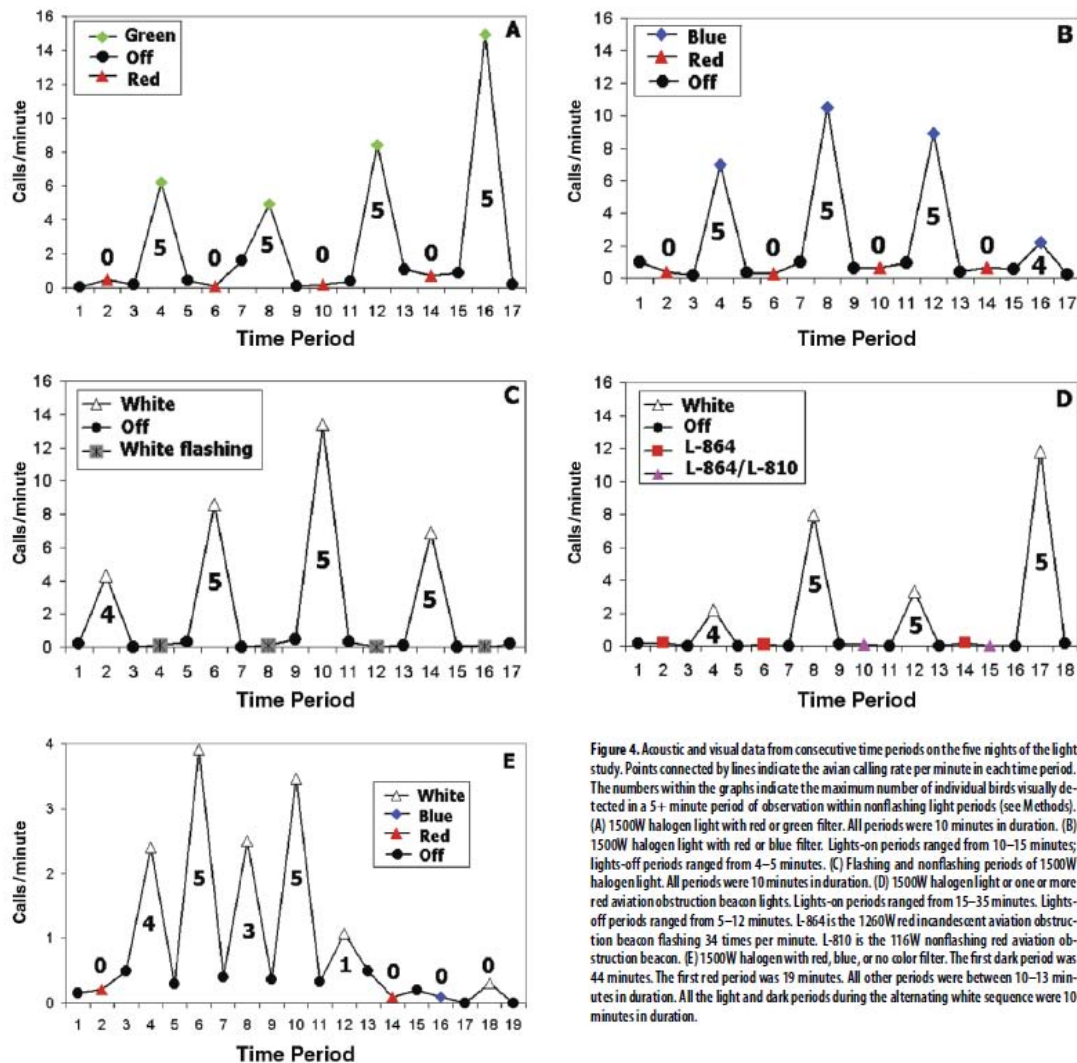 16
14
12
10
8
6
4
2
0
Calls/minute
Green
Off
Red
A
0
5
0
5
0
5
0
5
1 2 3 4 5 6 7 8 9 10 11 12 13 14 15 16 17
Time Period
16
14
12
10
8
6
4
2
0
Calls/minute
Blue
Red
Off
B
0
5
0
5
0
5
0
4
1 2 3 4 5 6 7 8 9 10 11 12 13 14 15 16 17
Time Period
16
14
12
10
8
6
4
2
0
Calls/minute
White
Off
White flashing
C
4
5
5
5
1 2 3 4 5 6 7 8 9 10 11 12 13 14 15 16 17
Time Period
16
14
12
10
8
6
4
2
0
Calls/minute
White
Off
L-864
L-864/L-810
D
4
5
5
5
1 2 3 4 5 6 7 8 9 10 11 12 13 14 15 16 17 18
Time Period
4
3
2
1
0
Calls/minute
E
White
Blue
Red
Off
0
4
5
3
5
1
0
0
0
1 2 3 4 5 6 7 8 9 10 11 12 13 14 15 16 17 18 19
Time Period
Figure 4. Acoustic and visual data from consecutive time periods on the five nights of the light
study. Points connected by lines indicate the avian calling rate per minute in each time period.
The numbers within the graphs indicate the maximum number of individual birds visually de-
tected in a 5+ minute period of observation within nonflashing light periods (see Methods).
(A) 1500W halogen light with red or green filter. All periods were 10 minutes in duration. (B)
1500W halogen light with red or blue filter. Lights-on periods ranged from 10–15 minutes;
lights-off periods ranged from 4–5 minutes. (C) Flashing and nonflashing periods of 1500W
halogen light. All periods were 10 minutes in duration. (D) 1500W halogen light or one or more
red aviation obstruction beacon lights. Lights-on periods ranged from 15–35 minutes. Lights-
off periods ranged from 5–12 minutes. L-864 is the 1260W red incandescent aviation obstruc-
tion beacon flashing 34 times per minute. L-810 is the 116W nonflashing red aviation ob-
struction beacon. (E) 1500W halogen with red, blue, or no color filter. The first dark period was
44 minutes. The first red period was 19 minutes. All other periods were between 10–13 min-
utes in duration. All the light and dark periods during the alternating white sequence were 10
minutes in duration.